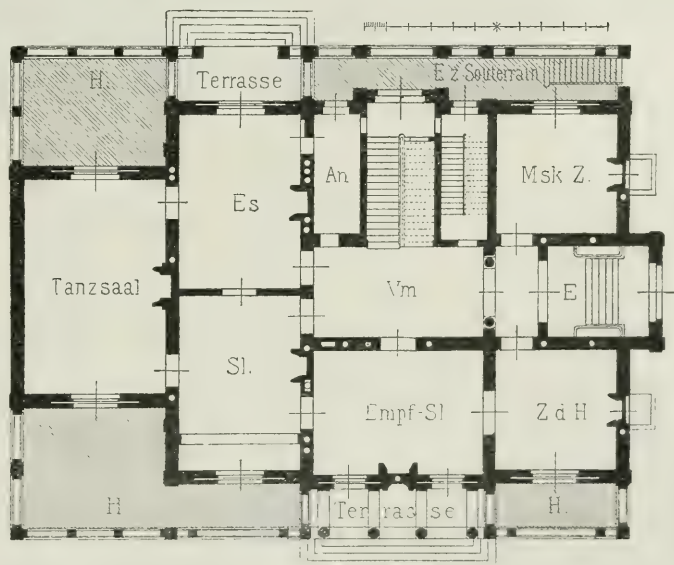 H.
Terrasse
E z Souterrain
An
Msk Z.
Es
Tanzsaal
Vm
E
Sl.
Empf-Sl
Z d H
H
Terrasse
H.